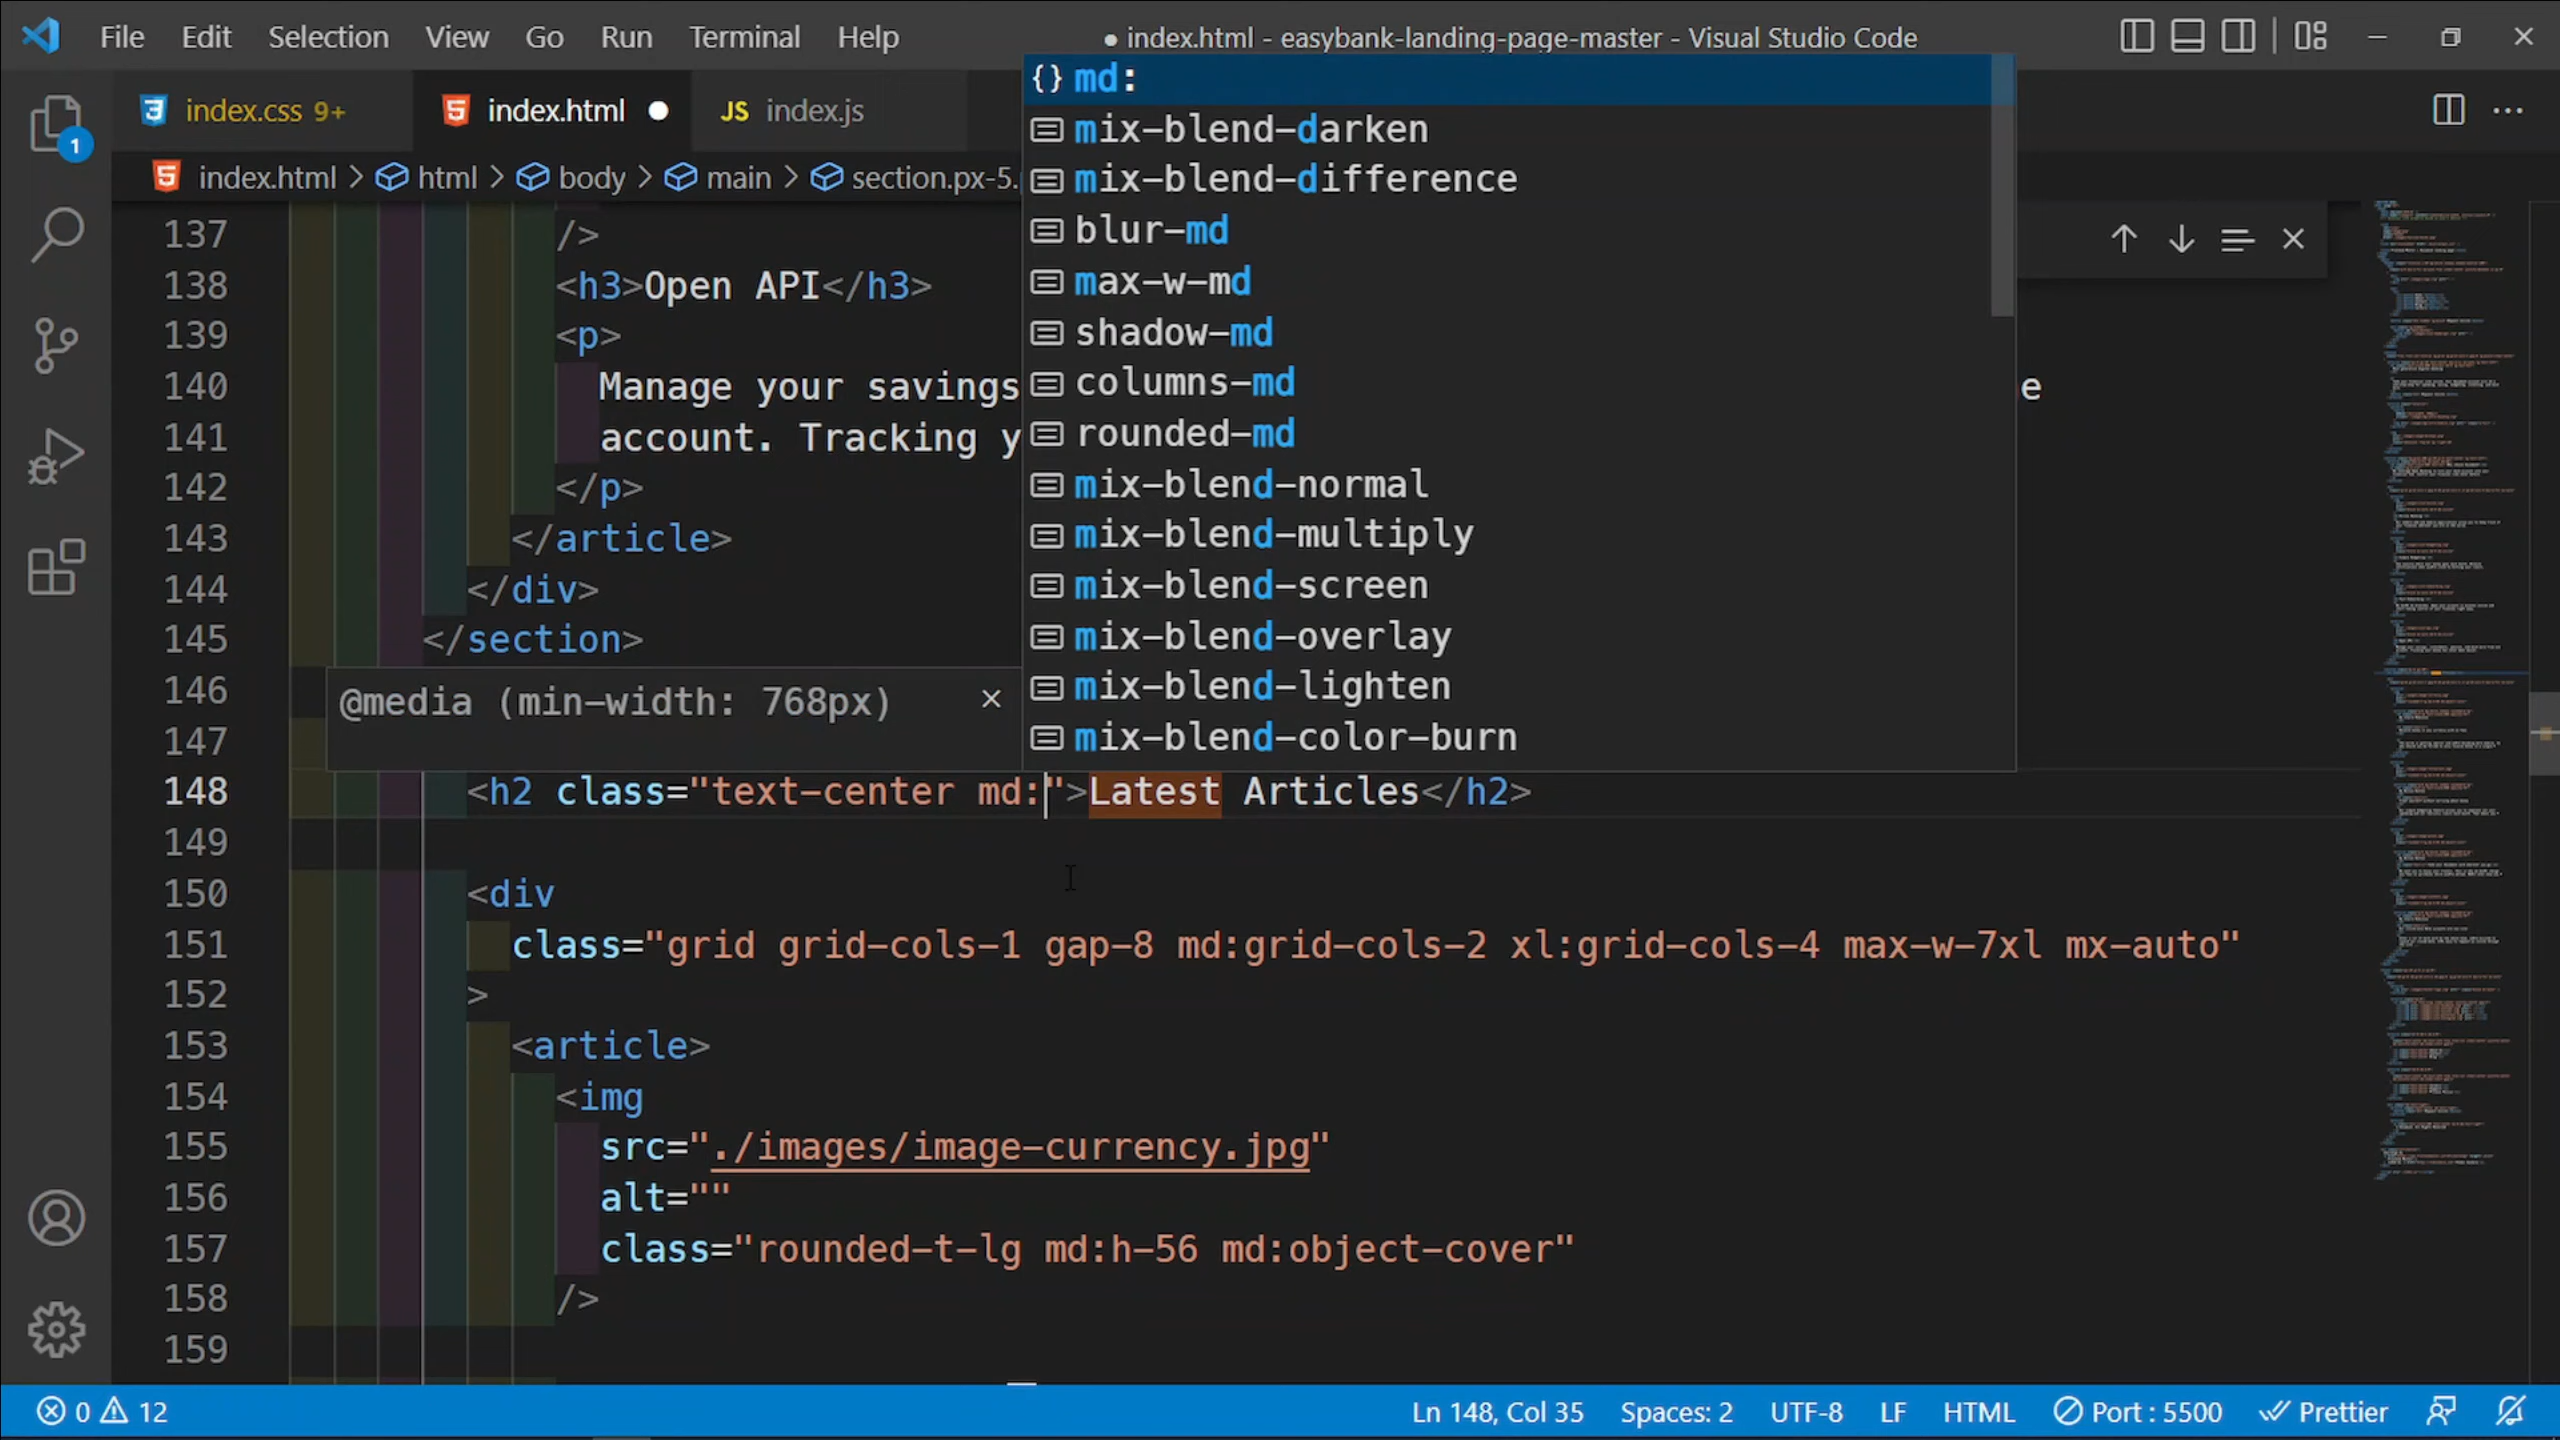 File Edit Selection View Go Run Terminal Help
● index.html - easybank-landing-page-master - Visual Studio Code
index.css 9+
index.html
JS index.js
index.html > html > body > main > section.px-5.
md:
mix-blend-darken
mix-blend-difference
blur-md
max-w-md
shadow-md
columns-md
rounded-md
mix-blend-normal
mix-blend-multiply
mix-blend-screen
mix-blend-overlay
mix-blend-lighten
mix-blend-color-burn
@media (min-width: 768px)
137 />
138 <h3>Open API</h3>
139 <p>
140 Manage your savings e
141 account. Tracking y
142 </p>
143 </article>
144 </div>
145 </section>
146
147
148 <h2 class="text-center md:">Latest Articles</h2>
149
150 <div
151 class="grid grid-cols-1 gap-8 md:grid-cols-2 xl:grid-cols-4 max-w-7xl mx-auto"
152 >
153 <article>
154 <img
155 src="./images/image-currency.jpg"
156 alt=""
157 class="rounded-t-lg md:h-56 md:object-cover"
158 />
159
1
0 12
Ln 148, Col 35 Spaces: 2 UTF-8 LF HTML Port : 5500 Prettier